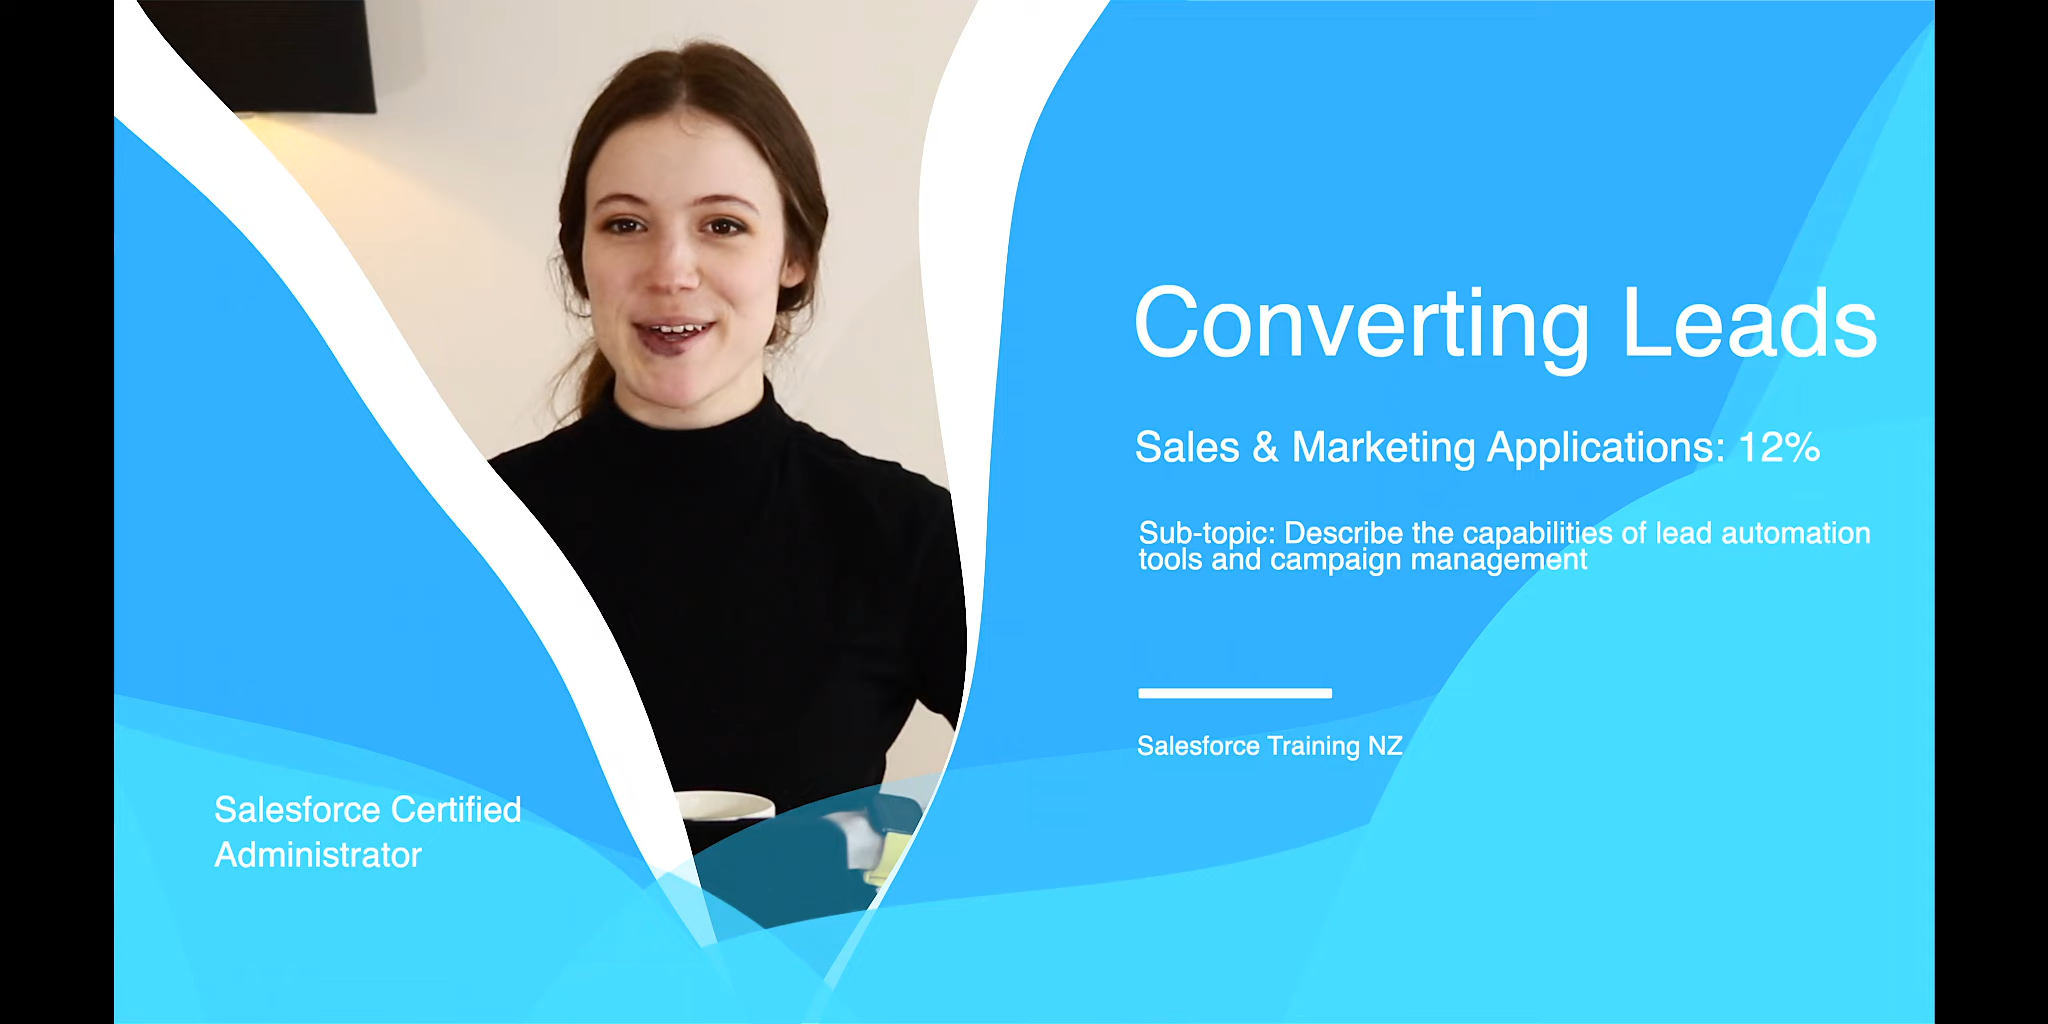 Converting Leads
Sales & Marketing Applications: 12%
Sub-topic: Describe the capabilities of lead automation
tools and campaign management
Salesforce Training NZ
Salesforce Certified
Administrator